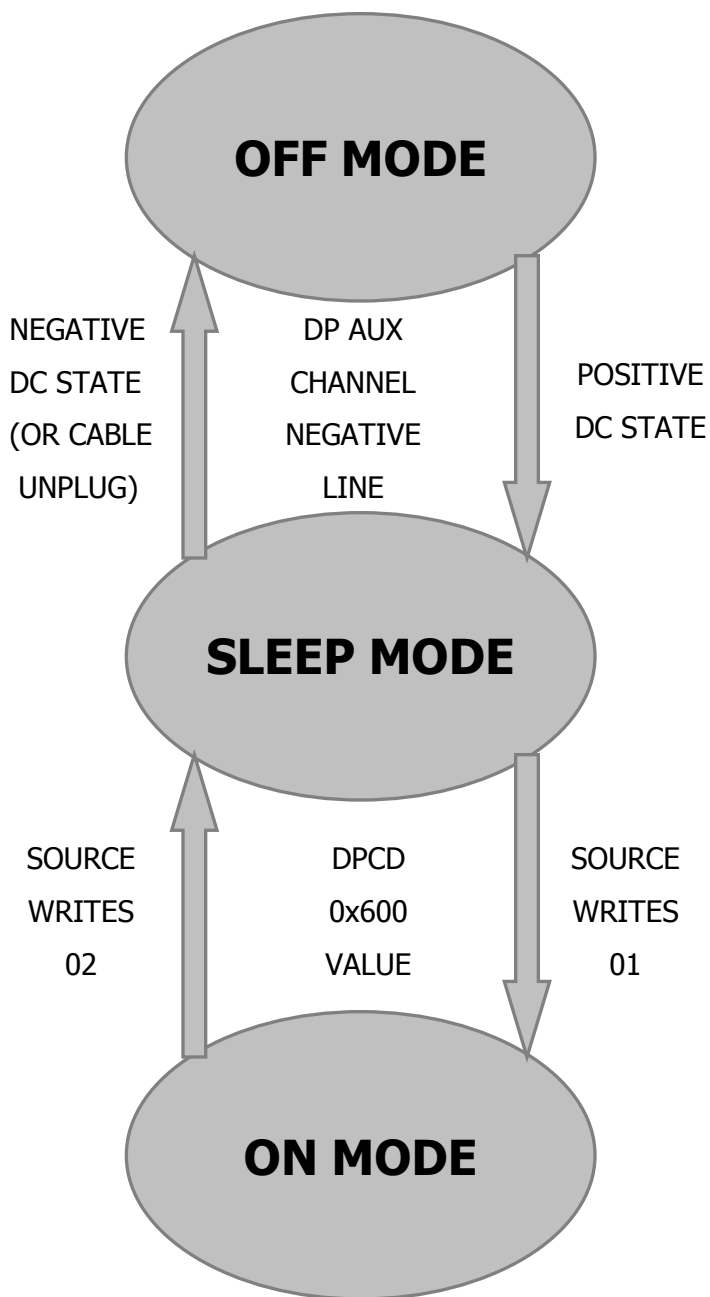 OFF MODE
NEGATIVE
DC STATE
(OR CABLE
UNPLUG)
DP AUX
CHANNEL
NEGATIVE
LINE
POSITIVE
DC STATE
SLEEP MODE
SOURCE
WRITES
02
DPCD
0x600
VALUE
SOURCE
WRITES
01
ON MODE